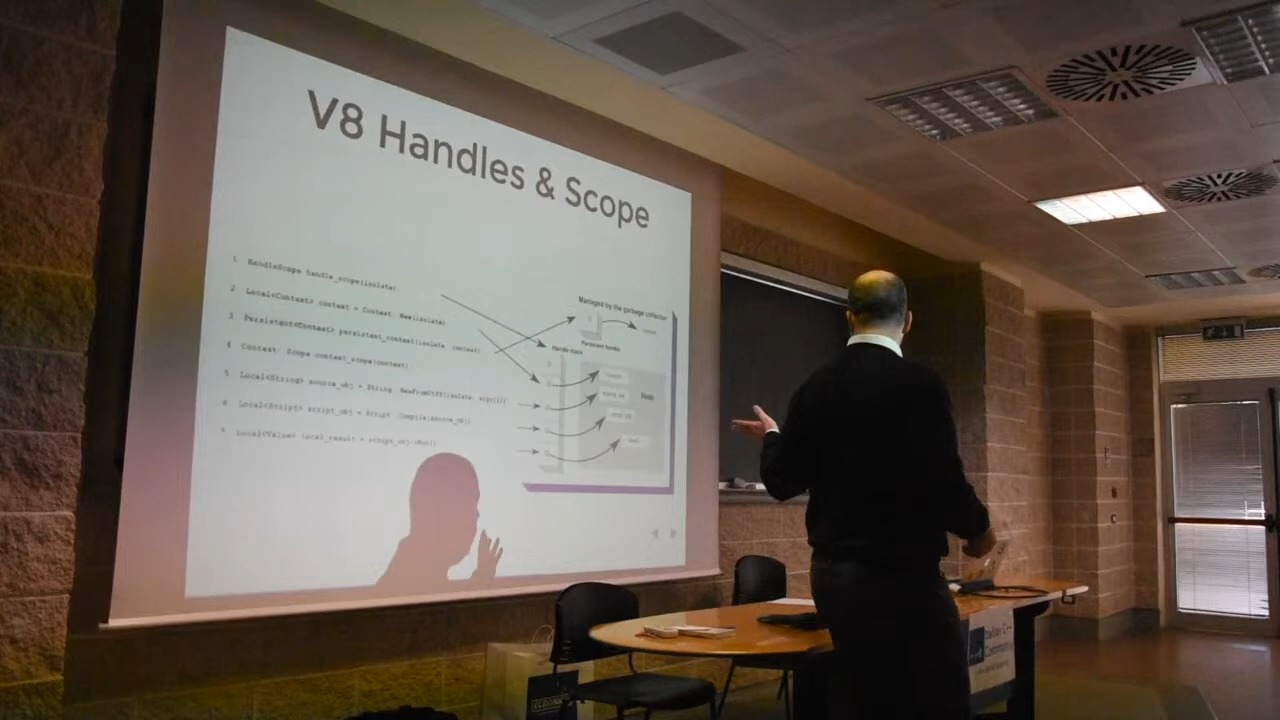 V8 Handles & Scope
1 HandleScope handle_scope(isolate)
2 Local<Context> context = Context New(isolate)
3 Persistent<Context> persistent_context(isolate context)
4 Context Scope context_scope(context)
5 Local<String> source_obj = String NewFromUtf8(isolate argv[1])
6 Local<Script> script_obj = Script Compile(source_obj)
Local<Value> local_result = script_obj Run()
Managed by the garbage collector
Persistent handle
Handle stack
Heap
Italian C++
Community